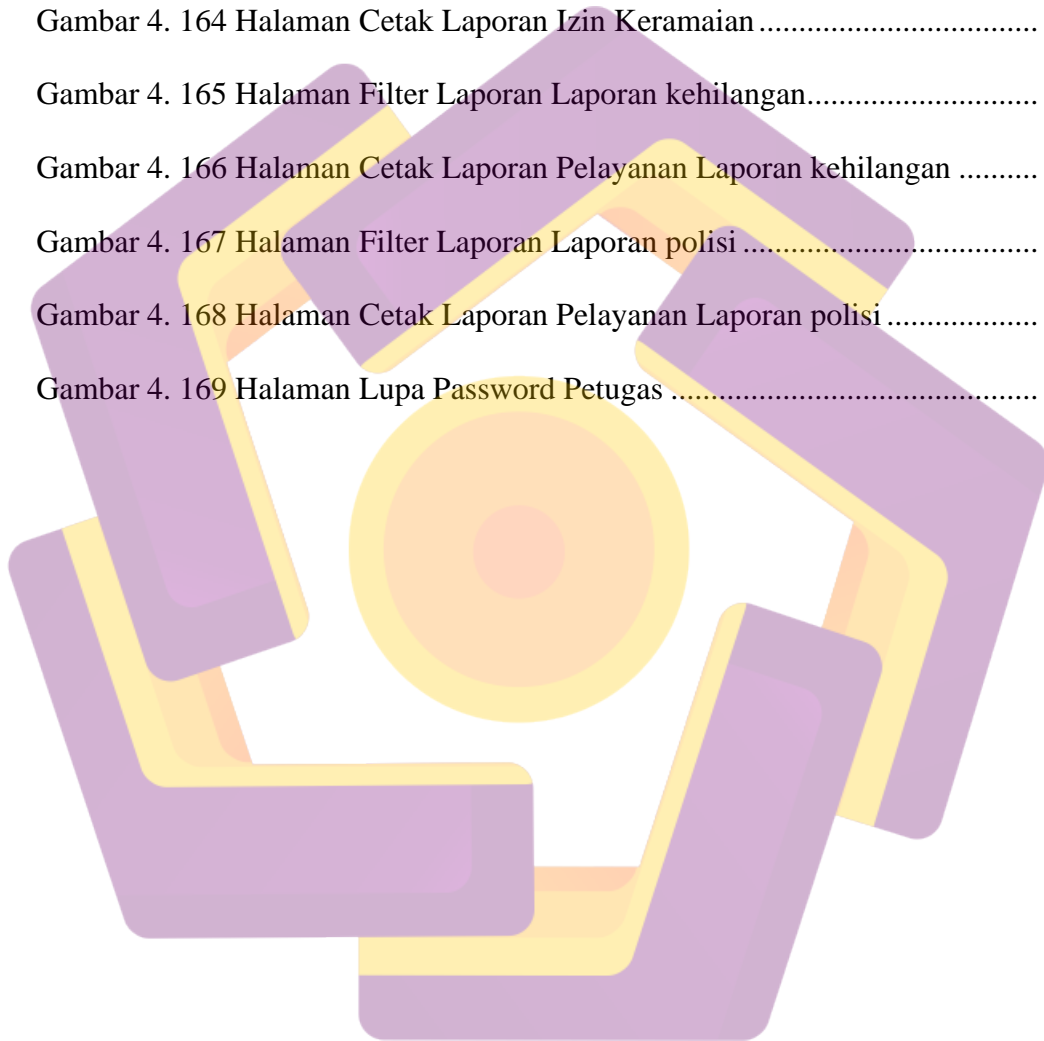 Gambar 4. 164 Halaman Cetak Laporan Izin Keramaian ..................................
Gambar 4. 165 Halaman Filter Laporan Laporan kehilangan............................
Gambar 4. 166 Halaman Cetak Laporan Pelayanan Laporan kehilangan ..........
Gambar 4. 167 Halaman Filter Laporan Laporan polisi ....................................
Gambar 4. 168 Halaman Cetak Laporan Pelayanan Laporan polisi ..................
Gambar 4. 169 Halaman Lupa Password Petugas .............................................